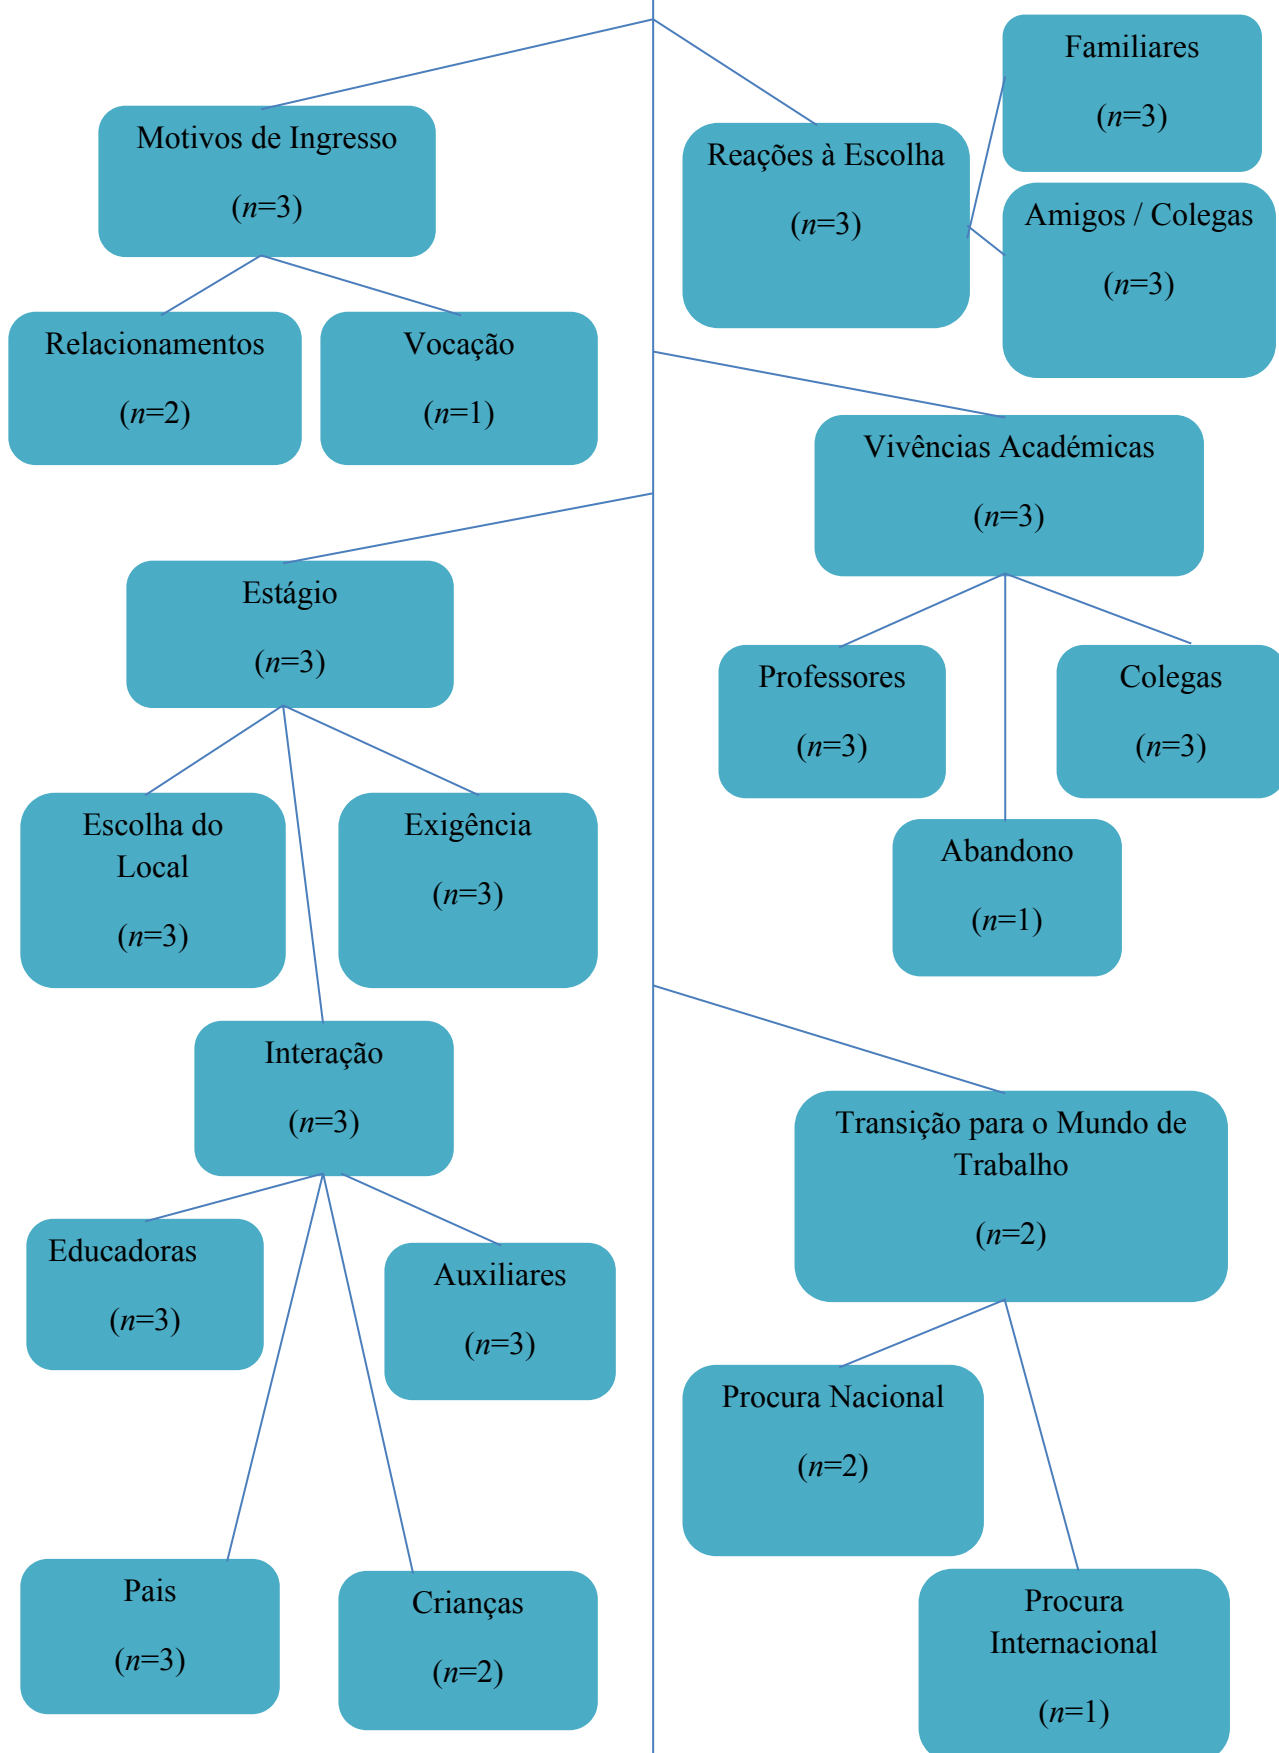 Motivos de Ingresso
(n=3)
Relacionamentos
(n=2)
Vocação
(n=1)
Reações à Escolha
(n=3)
Familiares
(n=3)
Amigos / Colegas
(n=3)
Vivências Académicas
(n=3)
Professores
(n=3)
Colegas
(n=3)
Abandono
(n=1)
Estágio
(n=3)
Escolha do
Local
(n=3)
Exigência
(n=3)
Interação
(n=3)
Educadoras
(n=3)
Auxiliares
(n=3)
Pais
(n=3)
Crianças
(n=2)
Transição para o Mundo de
Trabalho
(n=2)
Procura Nacional
(n=2)
Procura
Internacional
(n=1)